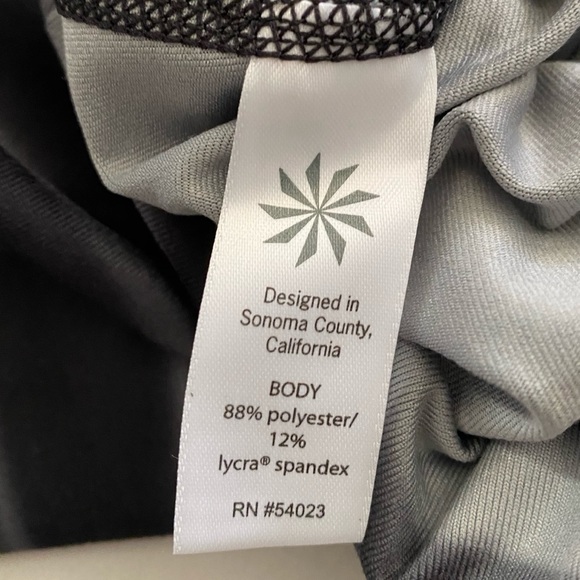 Designed in
Sonoma County,
California
BODY
88% polyester/
12%
lycra® spandex
RN #54023